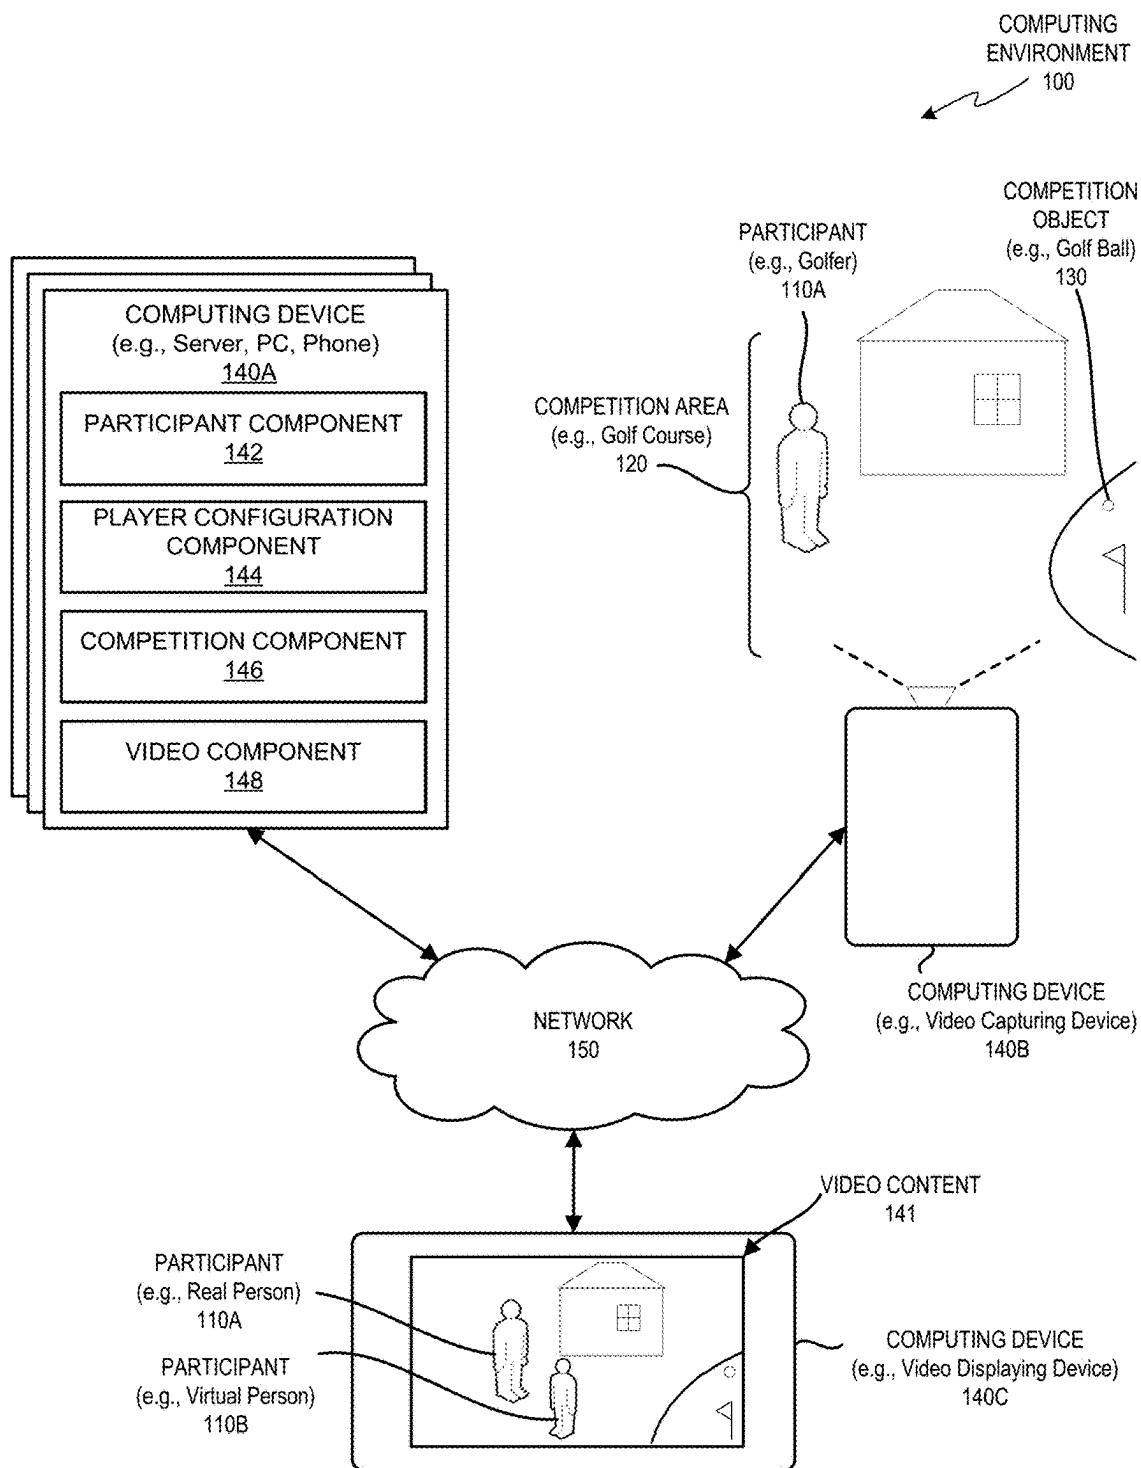 COMPUTING
ENVIRONMENT
100
COMPETITION
OBJECT
(e.g., Golf Ball)
130
PARTICIPANT
(e.g., Golfer)
110A
COMPETITION AREA
(e.g., Golf Course)
120
COMPUTING DEVICE
(e.g., Server, PC, Phone)
140A
PARTICIPANT COMPONENT
142
PLAYER CONFIGURATION
COMPONENT
144
COMPETITION COMPONENT
146
VIDEO COMPONENT
148
COMPUTING DEVICE
(e.g., Video Capturing Device)
140B
NETWORK
150
VIDEO CONTENT
141
PARTICIPANT
(e.g., Real Person)
110A
PARTICIPANT
(e.g., Virtual Person)
110B
COMPUTING DEVICE
(e.g., Video Displaying Device)
140C